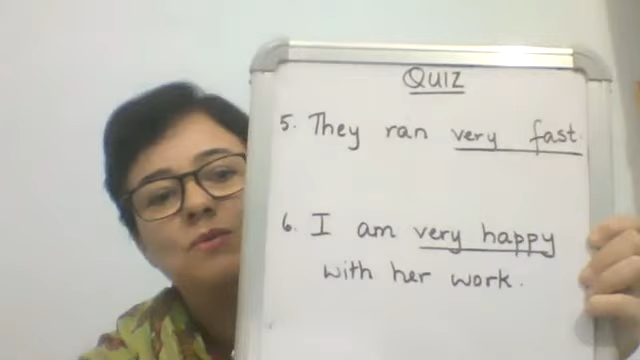 QUIZ
5. They ran very fast.
6. I am very happy
with her work.